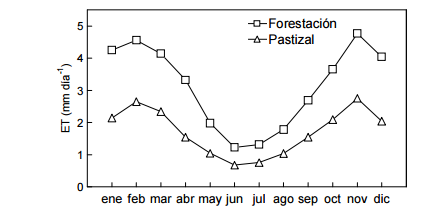 Forestación
Pastizal
ET (mm día-1)
5
4
3
2
1
0
ene feb mar abr may jun jul ago sep oct nov dic